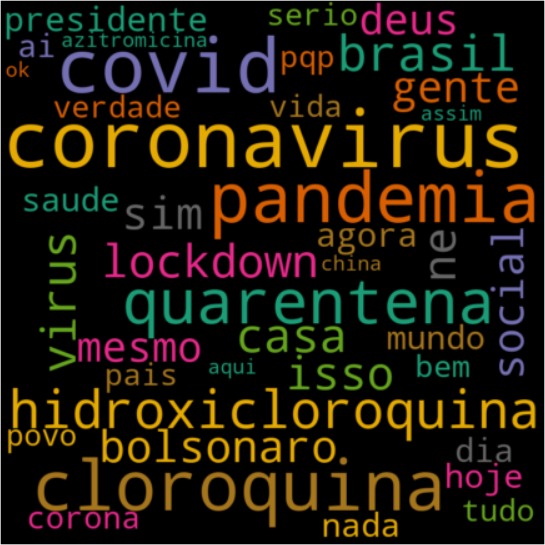 presidente
serio
deus
ai
azitromicina
covid
pqp
brasil
ok
gente
verdade
vida
assim
coronavirus
pandemia
saude
sim
agora
ne
social
virus
lockdown
china
quarentena
mesmo
casa
mundo
pais
aqui
isso
bem
hidroxicloroquina
povo
bolsonaro
dia
cloroquina
hoje
corona
nada
tudo